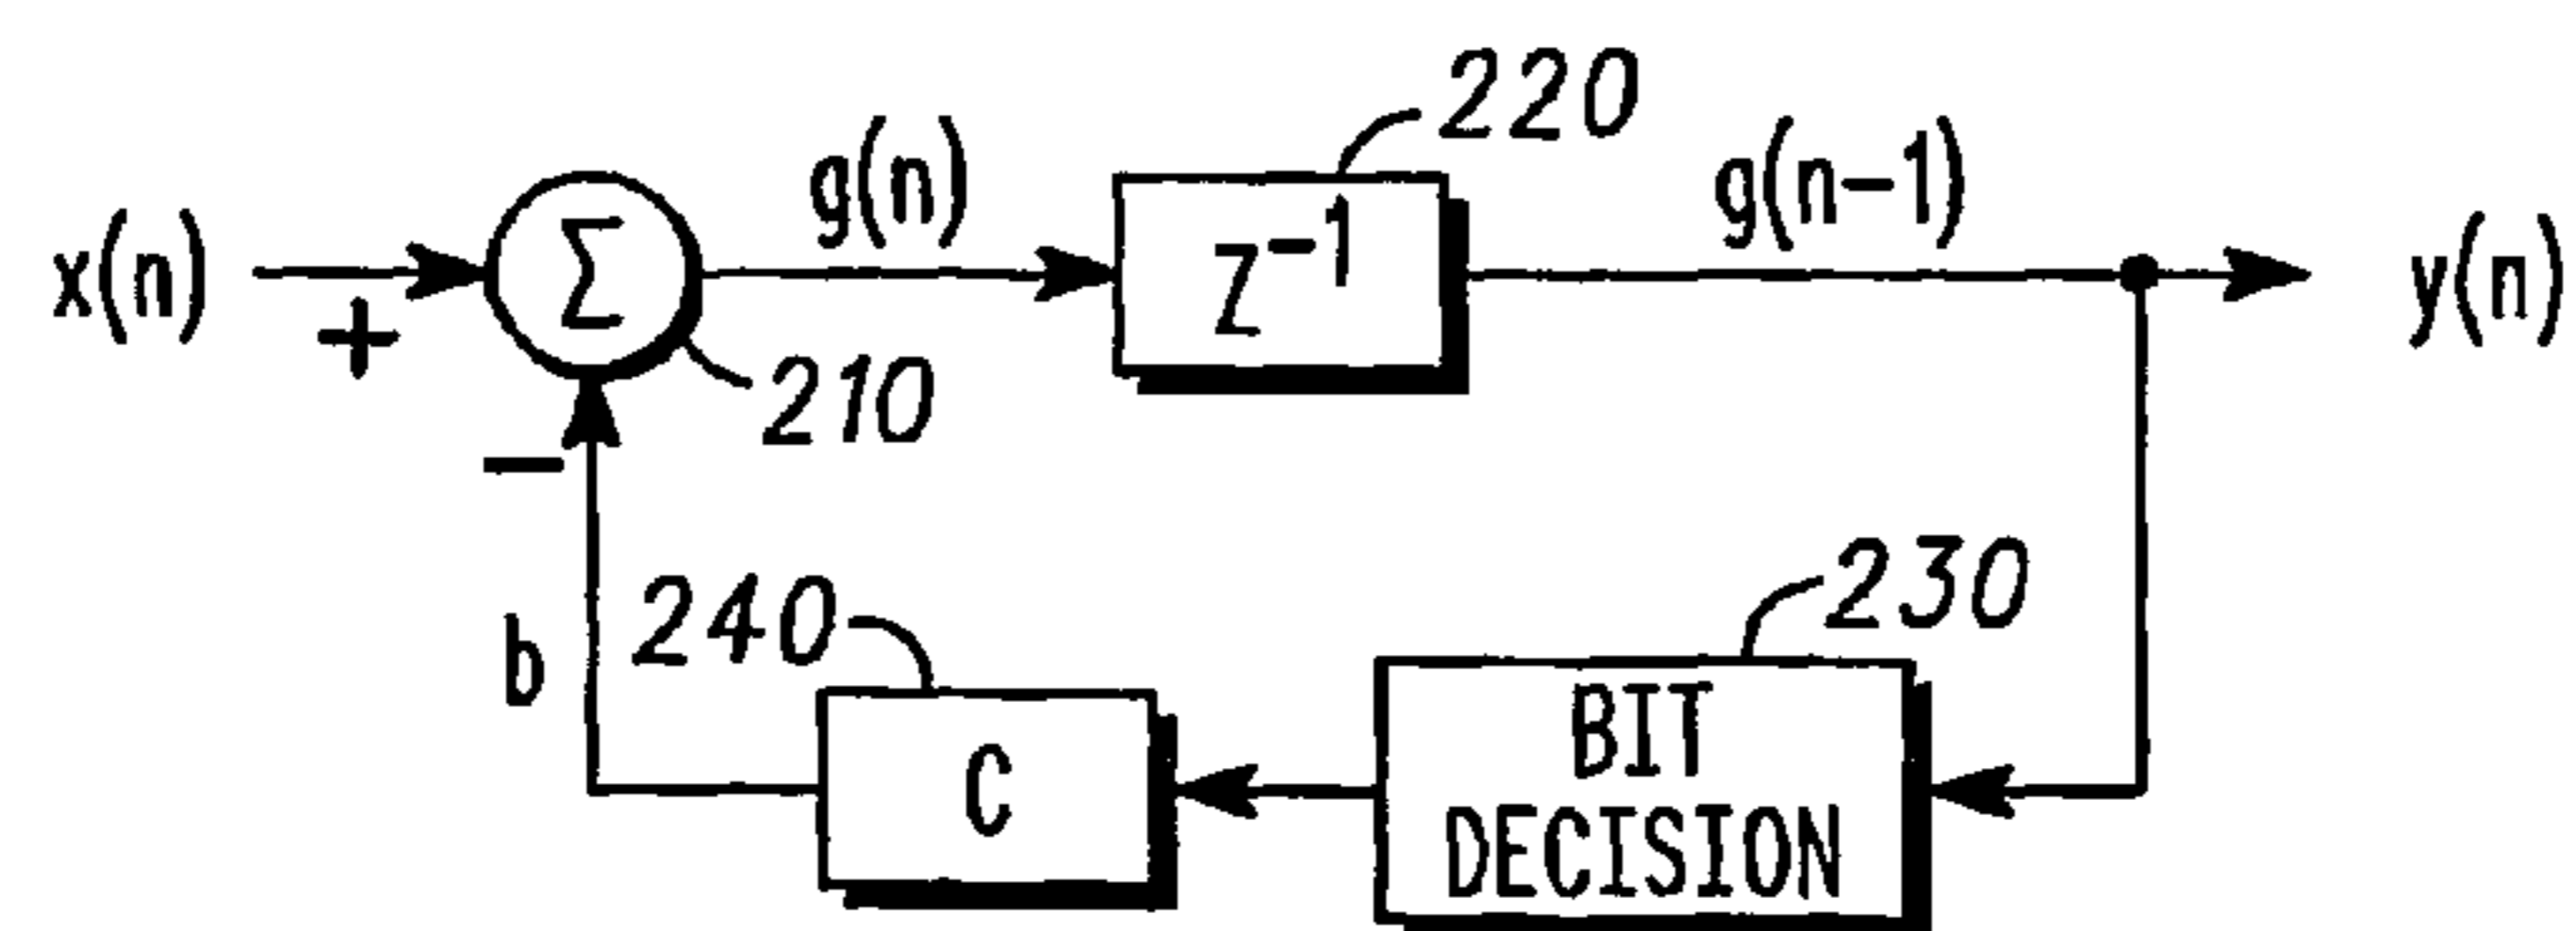 220
g(n)
g(n-1)
x(n)
Σ
Z⁻¹
y(n)
+
210
−
240
230
b
C
BIT
DECISION